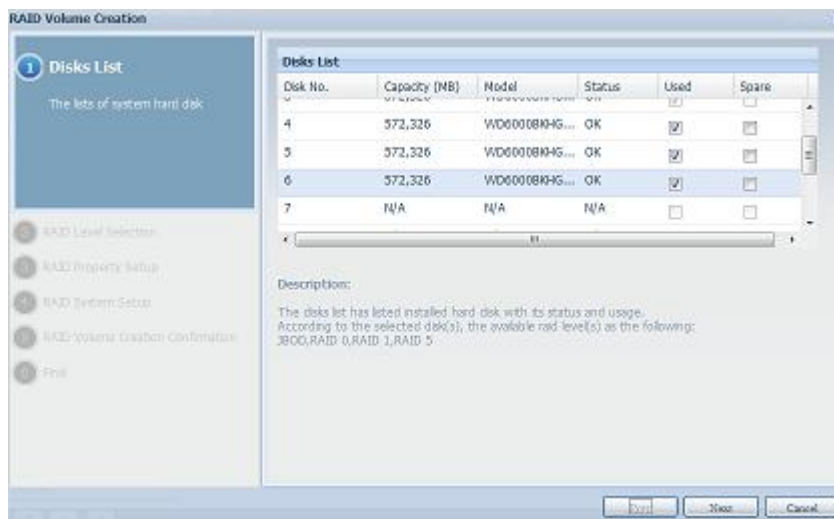 RAID Volume Creation
1 Disks List
The lists of system hard disk
RAID Level Selection
RAID Property Setup
RAID System Setup
RAID Volume Creation Confirmation
Final
Disks List
Disk No. Capacity (MB) Model Status Used Spare
4 572,326 WD6000BKHG... OK
5 572,326 WD6000BKHG... OK
6 572,326 WD6000BKHG... OK
7 N/A N/A N/A
Description:
The disks list has listed installed hard disk with its status and usage.
According to the selected disk(s), the available raid level(s) as the following:
JBOD,RAID 0,RAID 1,RAID 5
Next Cancel